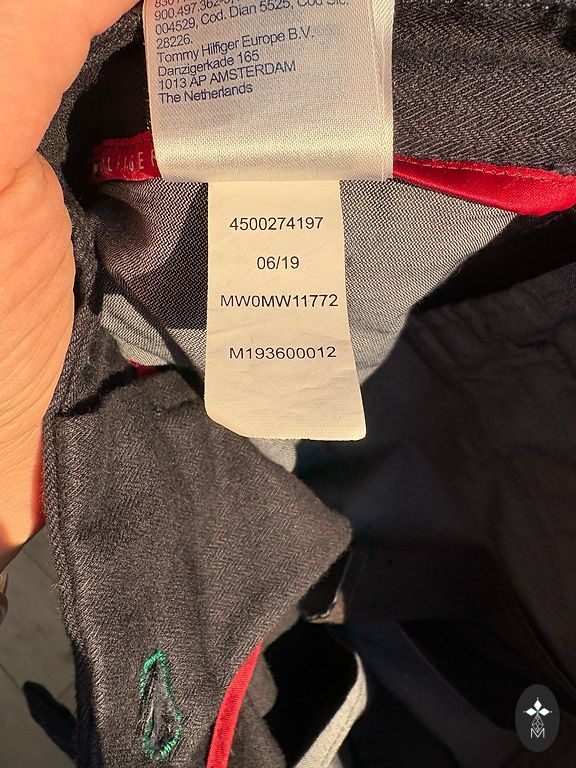 900.497.362-
004529, Cod. Dian 5525, Cod Sic.
28226.
Tommy Hilfiger Europe B.V.
Danzigerkade 165
1013 AP AMSTERDAM
The Netherlands
4500274197
06/19
MW0MW11772
M193600012
M